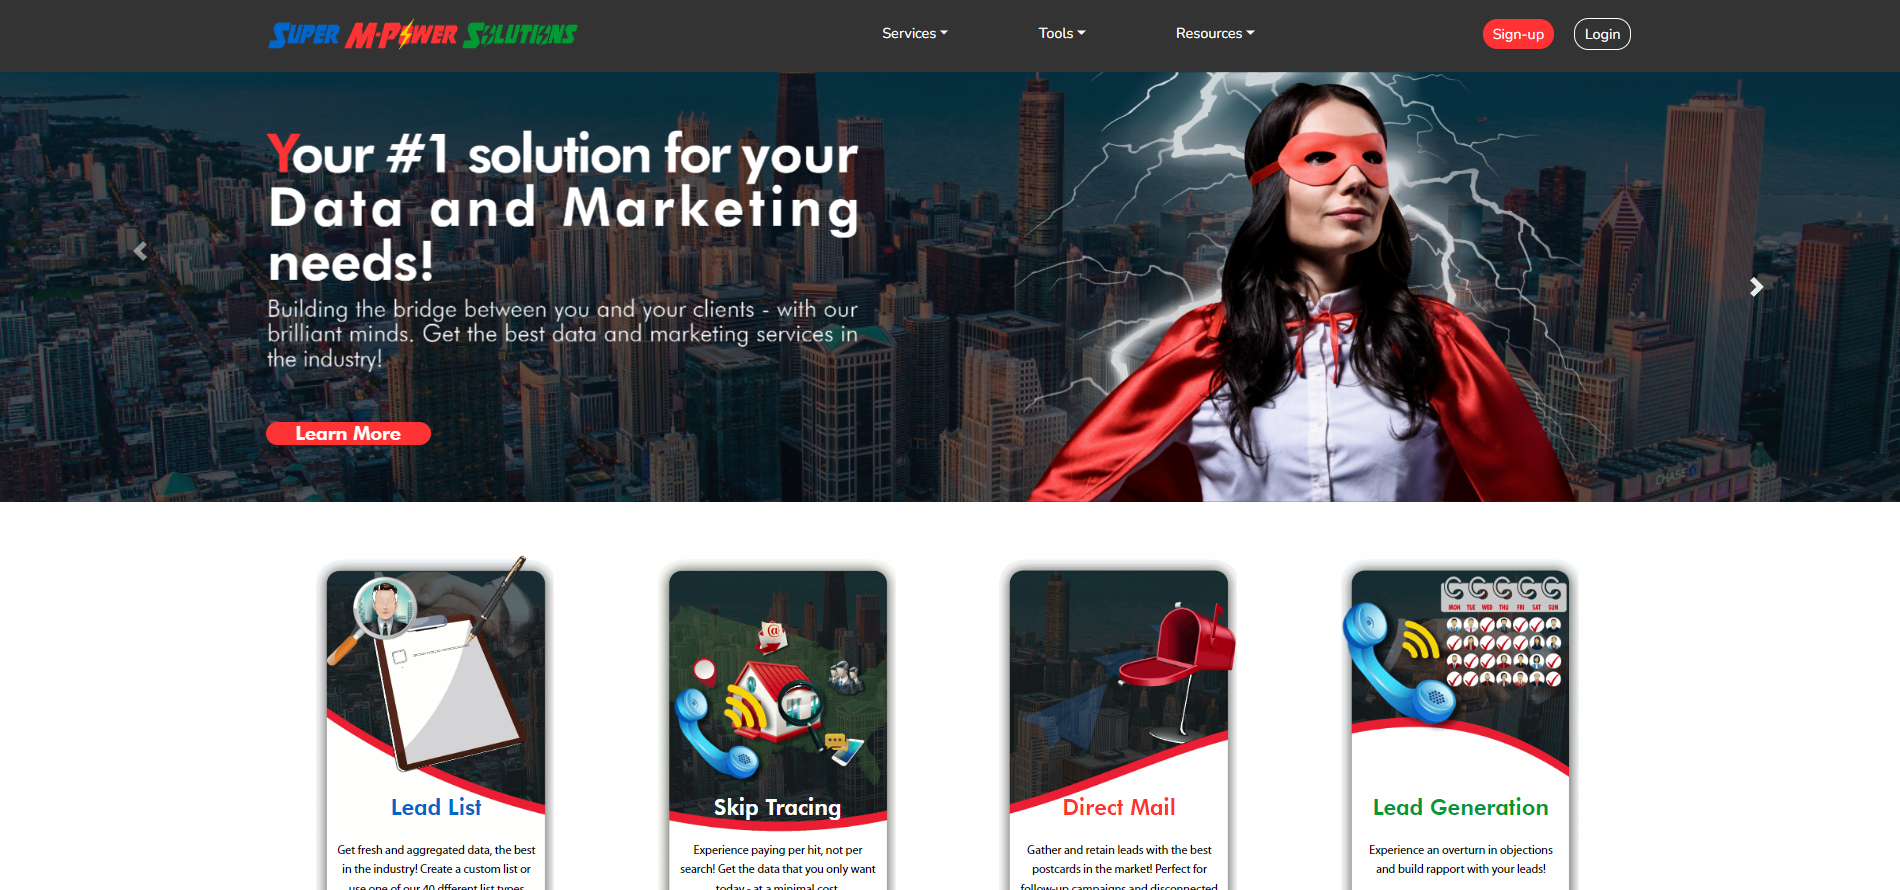 Super M-Power Solutions
Services
Tools
Resources
Sign-up
Login
Your #1 solution for your
Data and Marketing
needs!
Building the bridge between you and your clients - with our
brilliant minds. Get the best data and marketing services in
the industry!
Learn More
CHASE
MON TUE WED THU FRI SAT SUN
Lead List
Skip Tracing
Direct Mail
Lead Generation
Get fresh and aggregated data, the best
in the industry! Create a custom list or
use one of our 40 dfferent list types
Experience paying per hit, not per
search! Get the data that you only want
today - at a minimal cost
Gather and retain leads with the best
postcards in the market! Perfect for
follow-up campaigns and disconnected
Experience an overturn in objections
and build rapport with your leads!